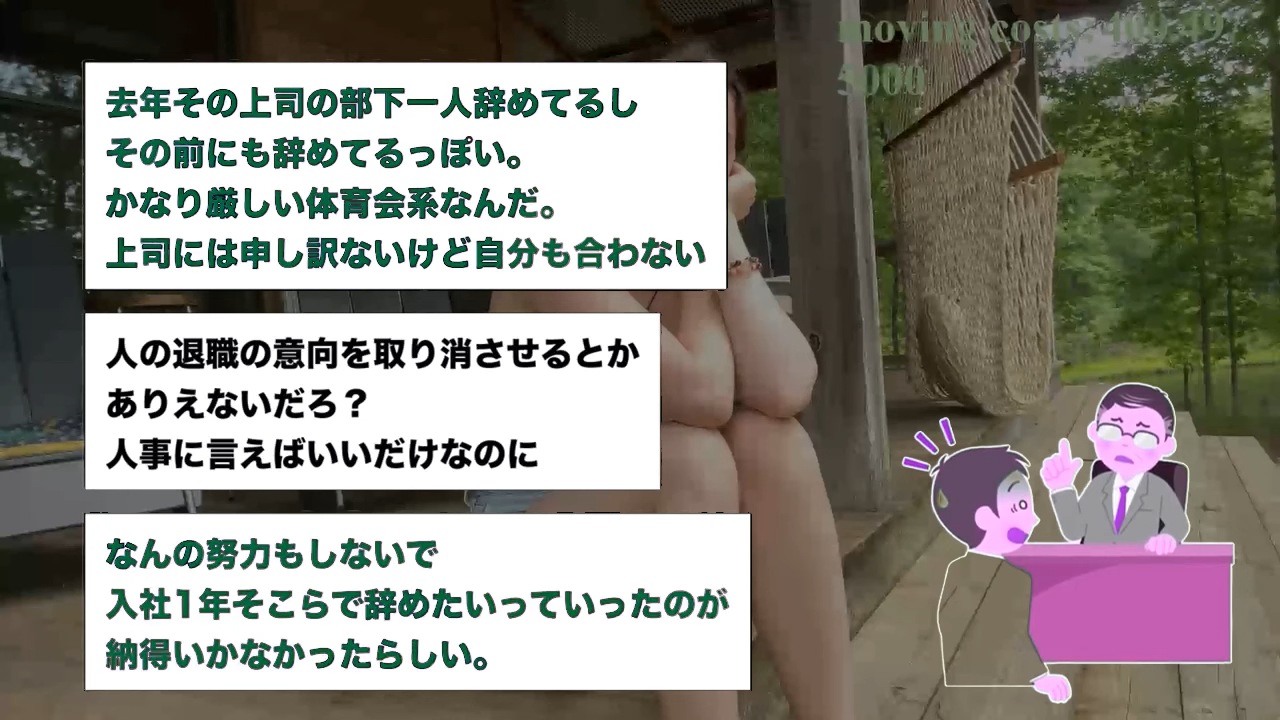 moving costs: 409.49,
5000
去年その上司の部下一人辞めてるし
その前にも辞めてるっぽい。
かなり厳しい体育会系なんだ。
上司には申し訳ないけど自分も合わない
人の退職の意向を取り消させるとか
ありえないだろ？
人事に言えばいいだけなのに
なんの努力もしないで
入社1年そこらで辞めたいっていったのが
納得いかなかったらしい。